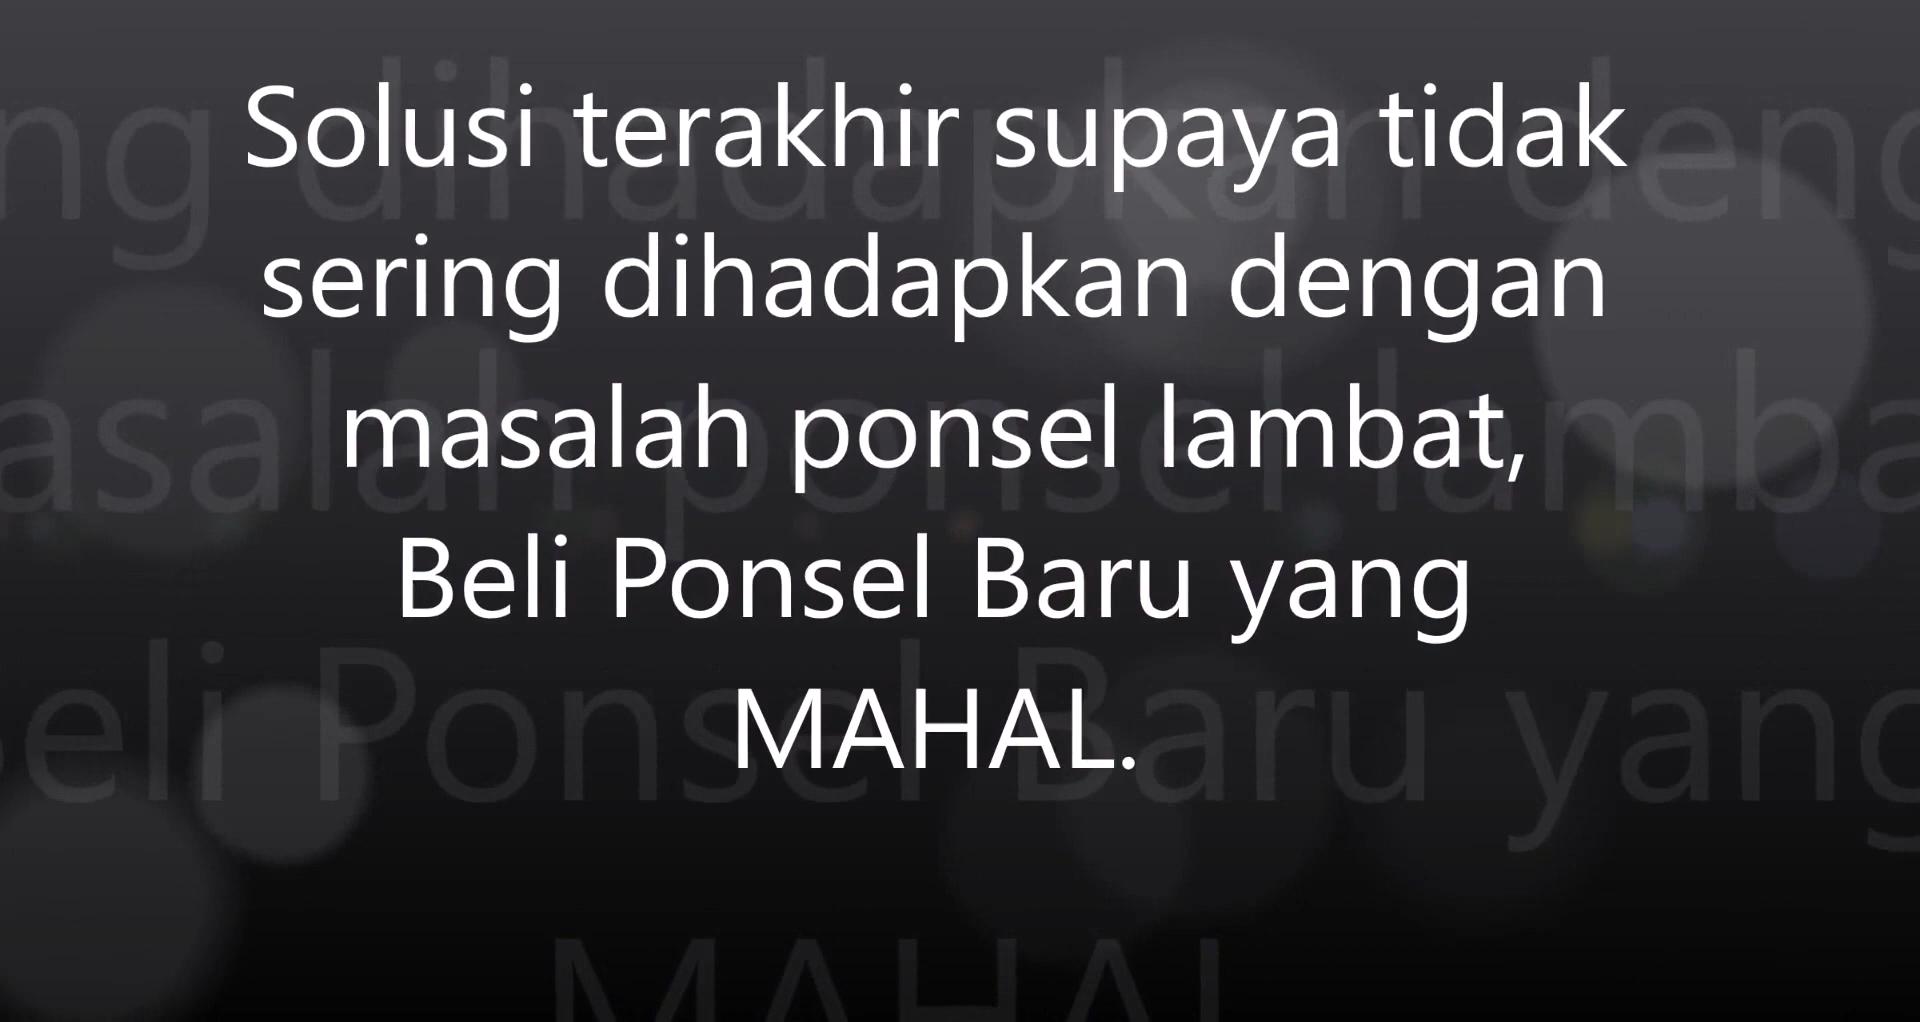 Solusi terakhir supaya tidak
sering dihadapkan dengan
masalah ponsel lambat,
Beli Ponsel Baru yang
MAHAL.